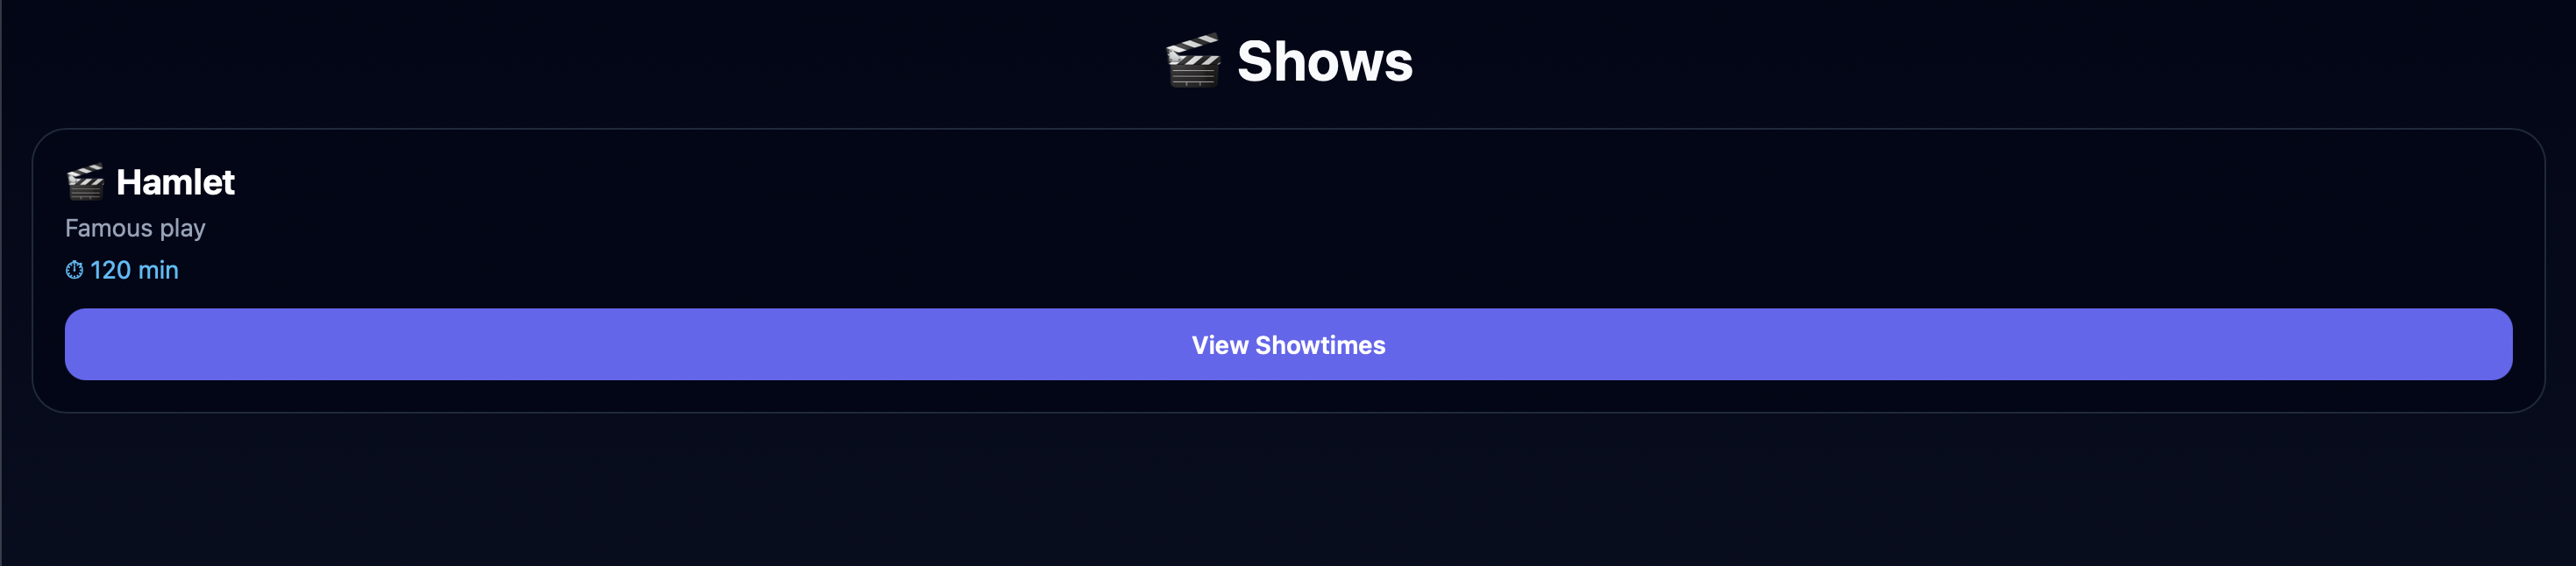 🎬 Shows
🎬 Hamlet
Famous play
⏱ 120 min
View Showtimes